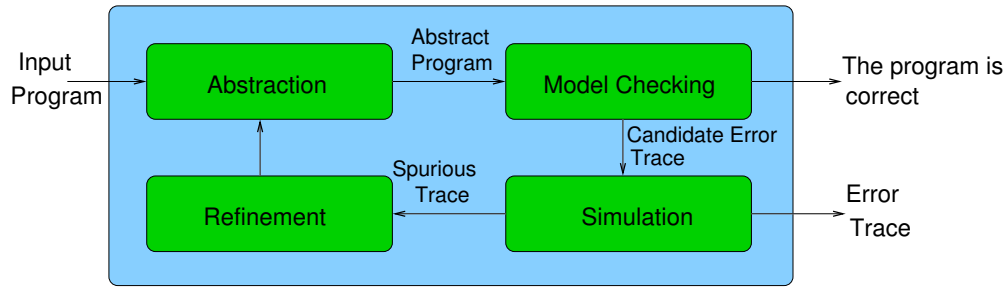 Input
Program
Abstraction
Abstract
Program
Model Checking
The program is
correct
Candidate Error
Trace
Spurious
Trace
Refinement
Simulation
Error
Trace